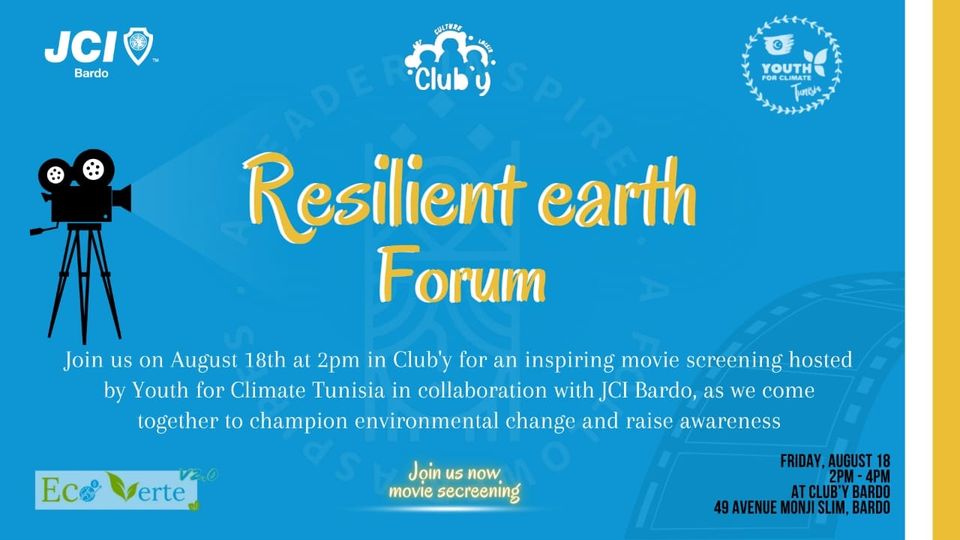 JCI
Bardo
ART CULTURE LOISIR
Club'y
YOUTH
FOR CLIMATE
Tunisia
Resilient earth
Forum
Join us on August 18th at 2pm in Club'y for an inspiring movie screening hosted
by Youth for Climate Tunisia in collaboration with JCI Bardo, as we come
together to champion environmental change and raise awareness
Eco Verte
V2.0
Join us now
movie secreening
FRIDAY, AUGUST 18
2PM - 4PM
AT CLUB'Y BARDO
49 AVENUE MONJI SLIM, BARDO